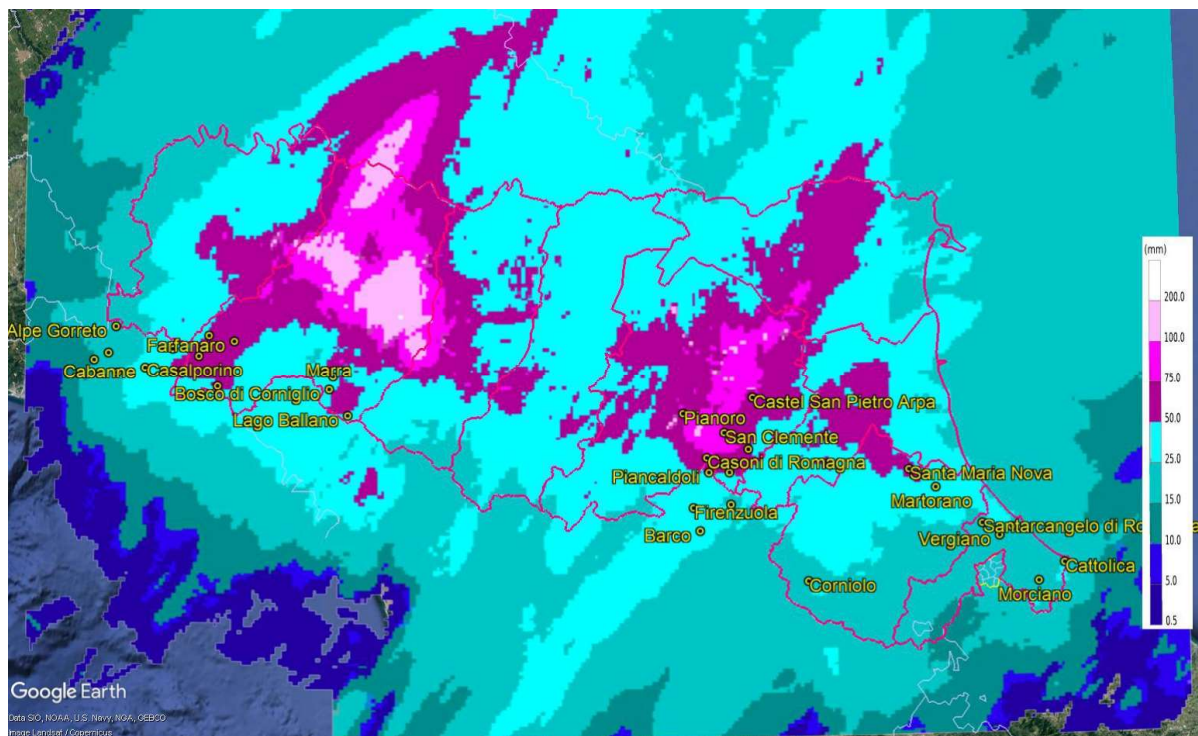 (mm)
200.0
100.0
75.0
50.0
25.0
15.0
10.0
5.0
0.5
Alpe Gorreto
Farfanaro
Cabanne
Casalporino
Marra
Bosco di Corniglio
Lago Ballano
Castel San Pietro Arpa
Pianoro
San Clemente
Casoni di Romagna
Piancaldoli
Santa Maria Nova
Martorano
Firenzuola
Barco
Santarcangelo di Ro
Vergiano
Cattolica
Corniolo
Morciano
Google Earth
Data SIO, NOAA, U.S. Navy, NGA, GEBCO
Image Landsat / Copernicus